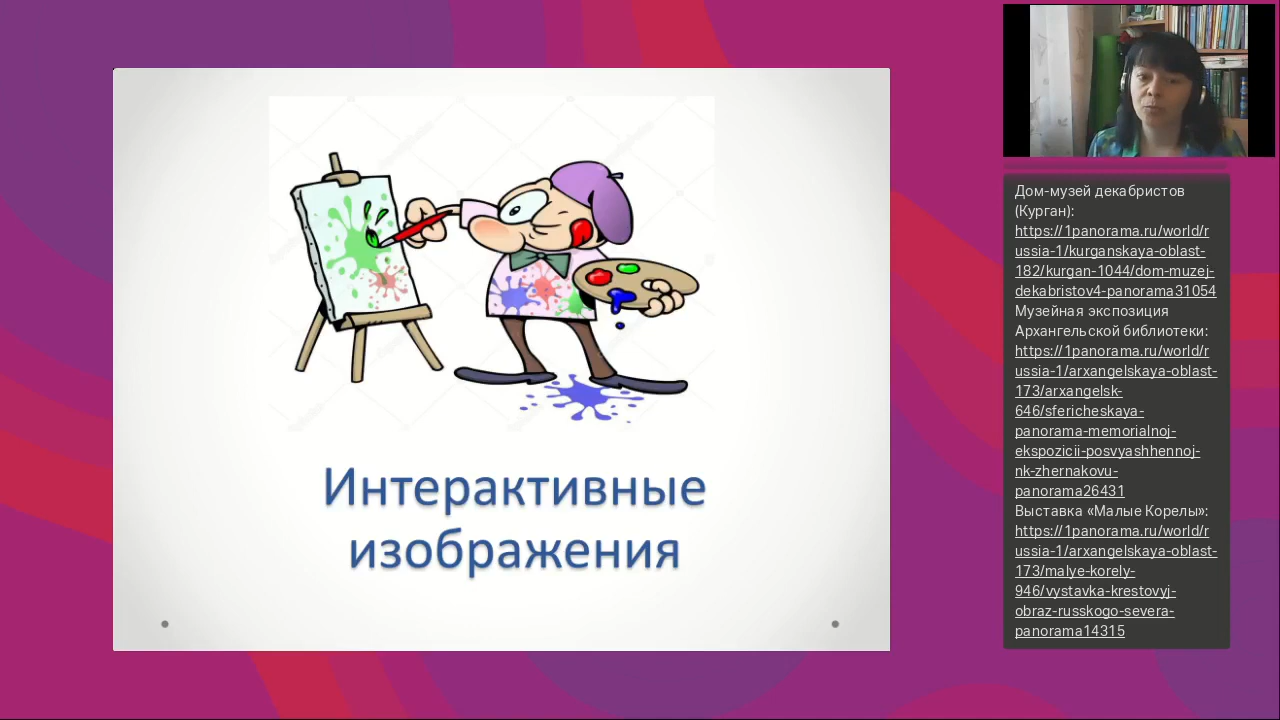 Интерактивные
изображения
Дом-музей декабристов
(Курган):
https://1panorama.ru/world/r
ussia-1/kurganskaya-oblast-
182/kurgan-1044/dom-muzej-
dekabristov4-panorama31054
Музейная экспозиция
Архангельской библиотеки:
https://1panorama.ru/world/r
ussia-1/arxangelskaya-oblast-
173/arxangelsk-
646/sfericheskaya-
panorama-memorialnoj-
ekspozicii-posvyashhennoj-
nk-zhernakovu-
panorama26431
Выставка «Малые Корелы»:
https://1panorama.ru/world/r
ussia-1/arxangelskaya-oblast-
173/malye-korely-
946/vystavka-krestovyj-
obraz-russkogo-severa-
panorama14315